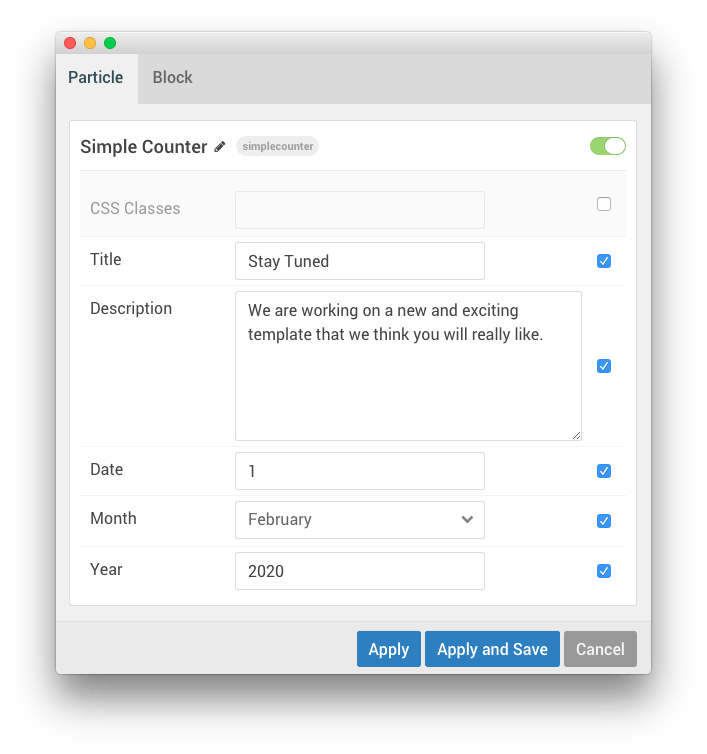 Particle Block
Simple Counter simplecounter
CSS Classes
Title Stay Tuned
Description We are working on a new and exciting
template that we think you will really like.
Date 1
Month February
Year 2020
Apply Apply and Save Cancel